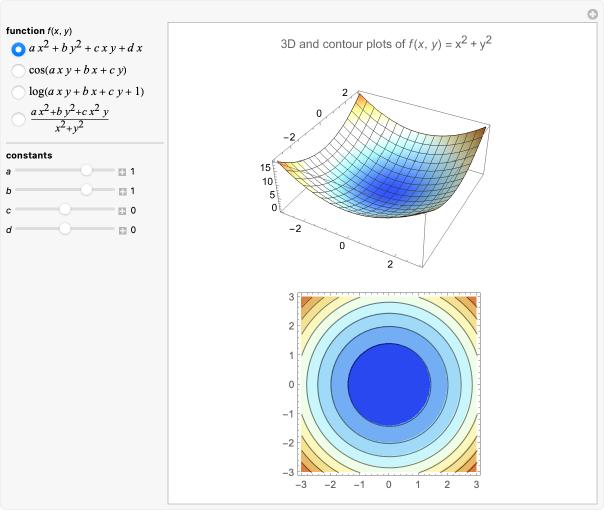 function f(x, y)
a x² + b y² + c x y + d x
cos(a x y + b x + c y)
log(a x y + b x + c y + 1)
a x²+b y²+c x² y
x²+y²
constants
a 1
b 1
c 0
d 0
3D and contour plots of f(x, y) = x² + y²
2
0
−2
15
10
5
0
−2
0
2
3
2
1
0
−1
−2
−3
−3 −2 −1 0 1 2 3